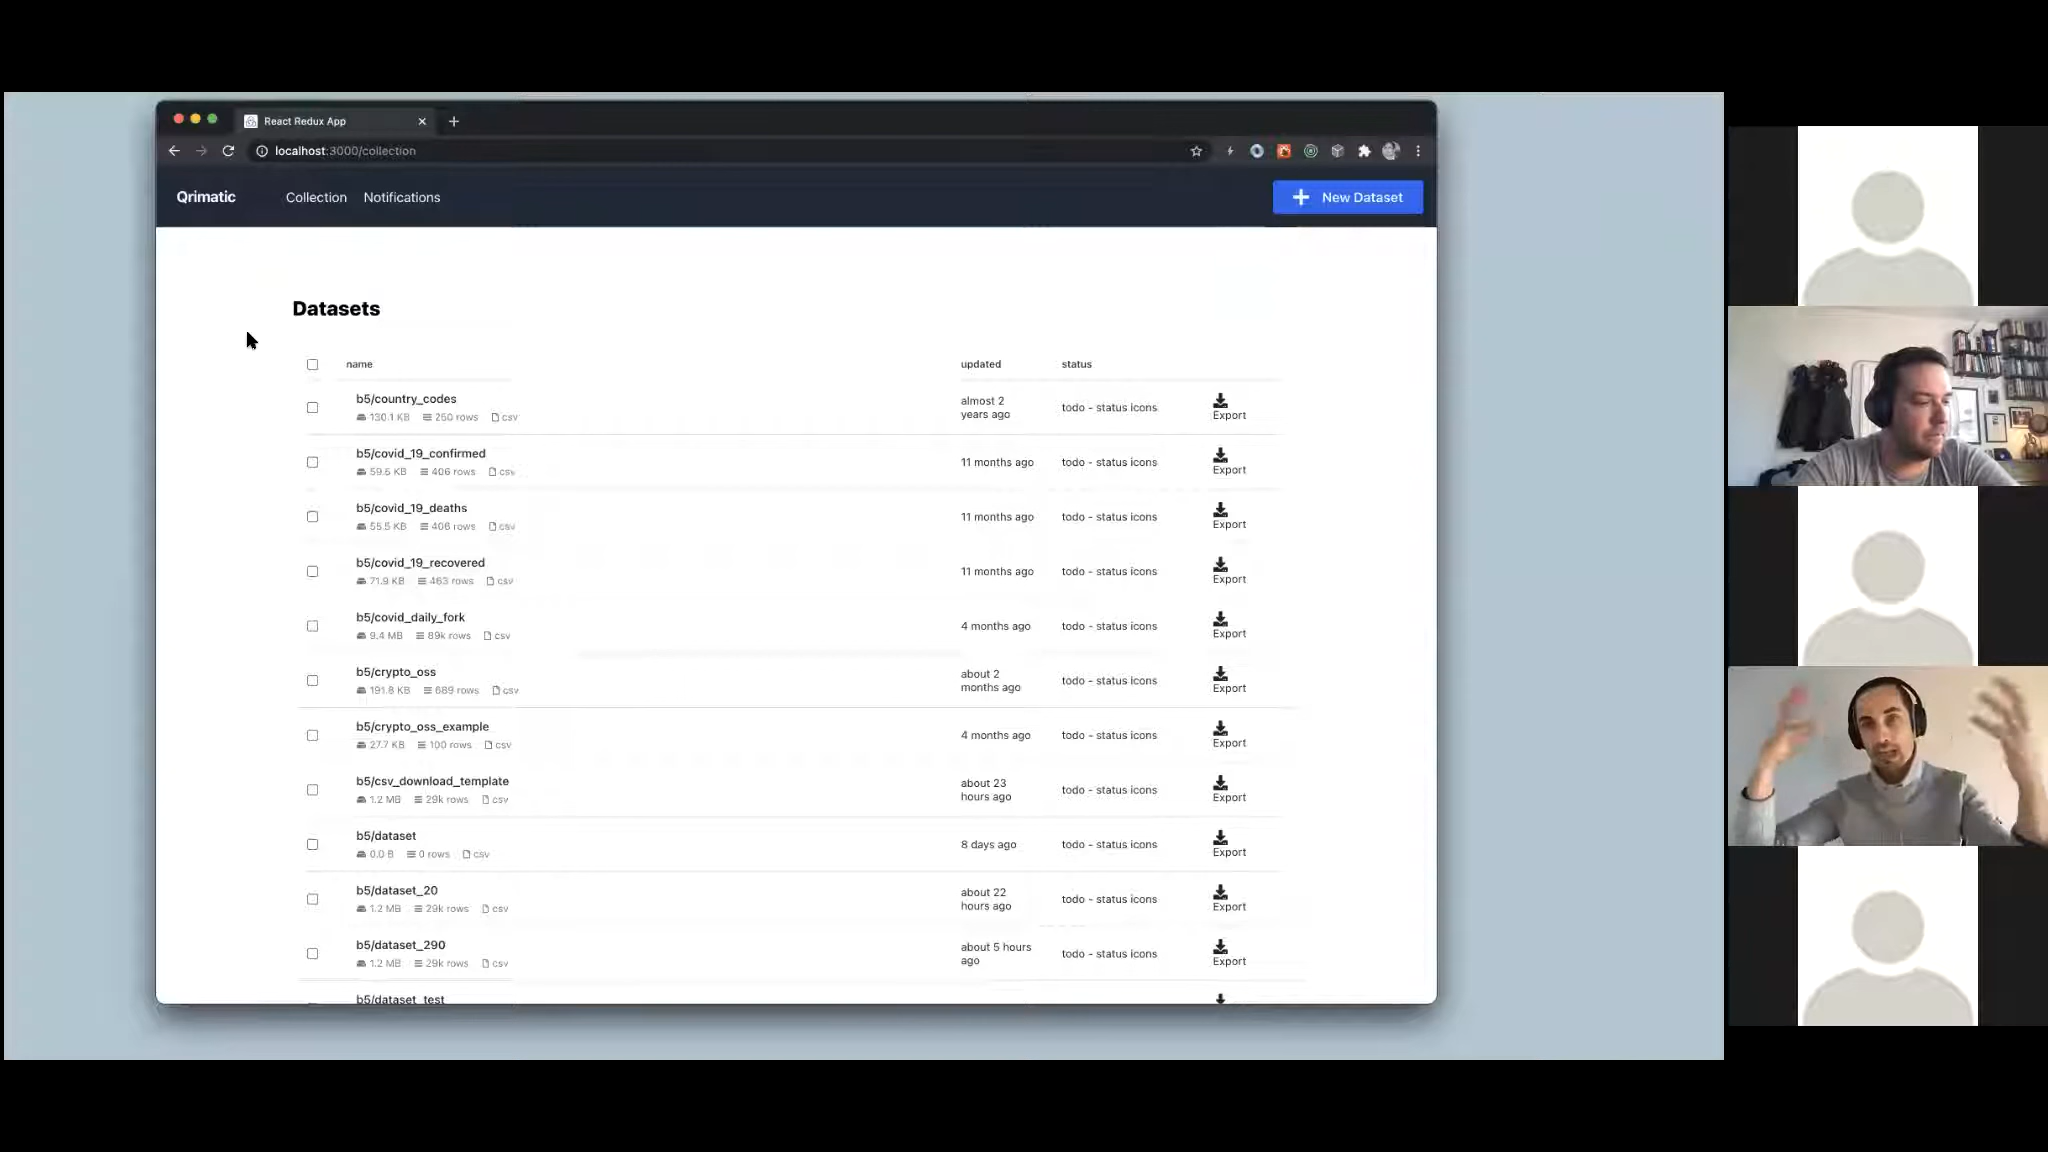 React Redux App
localhost:3000/collection
Qrimatic Collection Notifications New Dataset
Datasets
name updated status
b5/country_codes
130.1 KB 250 rows csv
almost 2
years ago
todo - status icons
Export
b5/covid_19_confirmed
59.5 KB 406 rows csv
11 months ago
todo - status icons
Export
b5/covid_19_deaths
55.5 KB 406 rows csv
11 months ago
todo - status icons
Export
b5/covid_19_recovered
71.9 KB 463 rows csv
11 months ago
todo - status icons
Export
b5/covid_daily_fork
9.4 MB 89k rows csv
4 months ago
todo - status icons
Export
b5/crypto_oss
191.8 KB 689 rows csv
about 2
months ago
todo - status icons
Export
b5/crypto_oss_example
27.7 KB 100 rows csv
4 months ago
todo - status icons
Export
b5/csv_download_template
1.2 MB 29k rows csv
about 23
hours ago
todo - status icons
Export
b5/dataset
0.0 B 0 rows csv
8 days ago
todo - status icons
Export
b5/dataset_20
1.2 MB 29k rows csv
about 22
hours ago
todo - status icons
Export
b5/dataset_290
1.2 MB 29k rows csv
about 5 hours
ago
todo - status icons
Export
b5/dataset_test